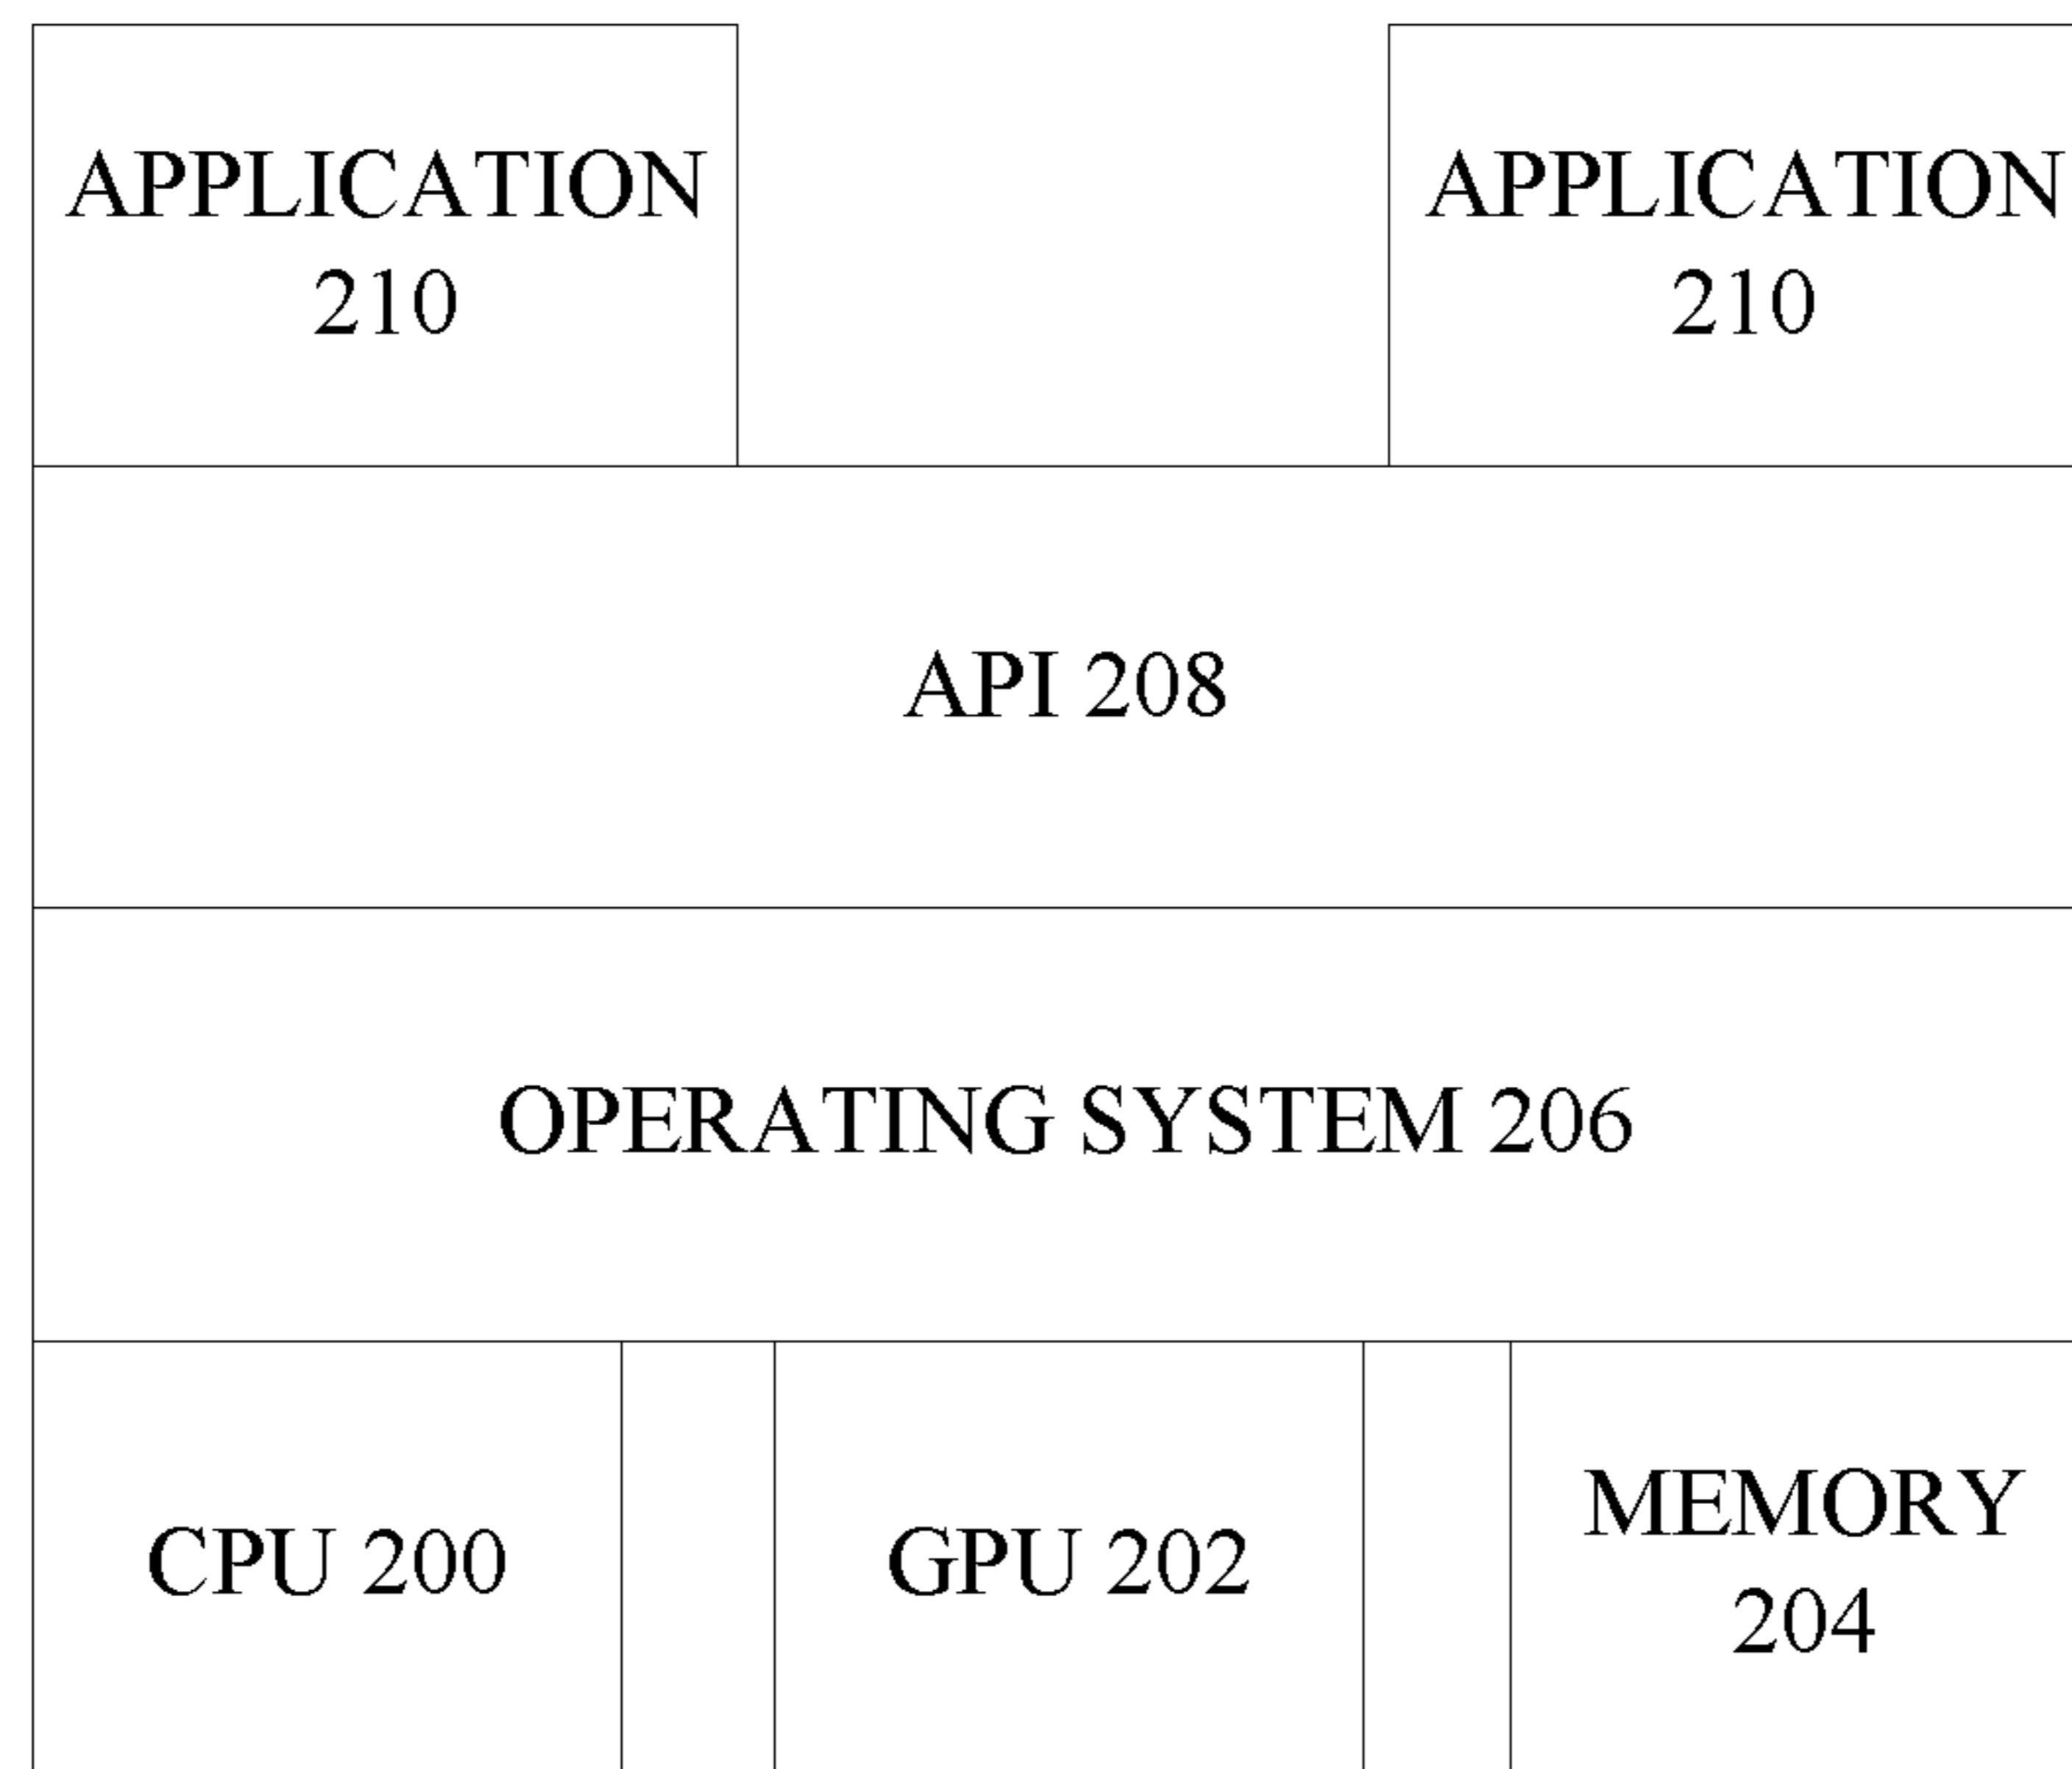 APPLICATION APPLICATION
210 210
API 208
OPERATING SYSTEM 206
CPU 200 GPU 202 MEMORY
204